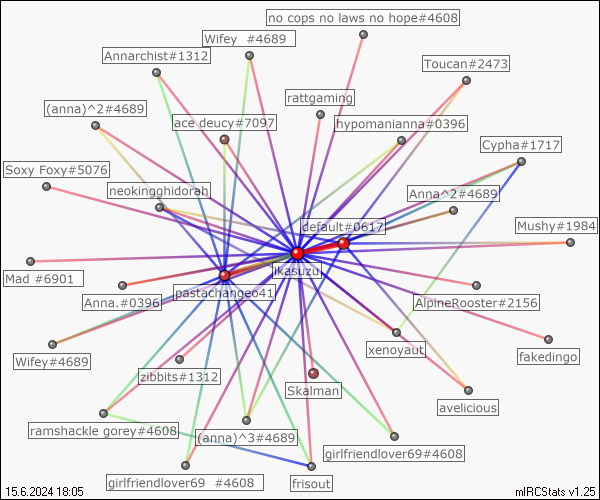 no cops no laws no hope#4608
Wifey  #4689
Annarchist#1312
Toucan#2473
rattgaming
(anna)^2#4689
ace deucy#7097
hypomanianna#0396
Cypha#1717
Soxy Foxy#5076
neokingghidorah
Anna^2#4689
default#0617
Mushy#1984
likasuzu
Mad #6901
Anna.#0396
pastachangeo41
AlpineRooster#2156
Wifey#4689
xenoyaut
fakedingo
zibbits#1312
Skalman
avelicious
ramshackle gorey#4608
(anna)^3#4689
girlfriendlover69#4608
girlfriendlover69  #4608
frisout
15.6.2024 18:05
mIRCStats v1.25